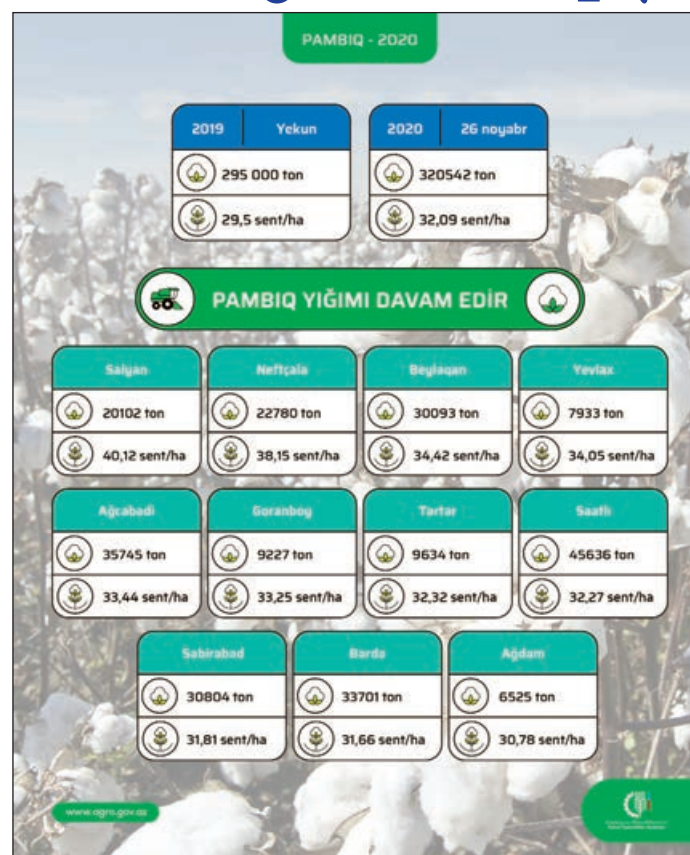 PAMBIQ - 2020
2019 Yekun
295 000 ton
29,5 sent/ha
2020 26 noyabr
320542 ton
32,09 sent/ha
PAMBIQ YIĞIMI DAVAM EDİR
Salyan
20102 ton
40,12 sent/ha
Neftçala
22780 ton
38,15 sent/ha
Beyləqan
30093 ton
34,42 sent/ha
Yevlax
7933 ton
34,05 sent/ha
Ağcabədi
35745 ton
33,44 sent/ha
Goranboy
9227 ton
33,25 sent/ha
Tərtər
9634 ton
32,32 sent/ha
Saatlı
45636 ton
32,27 sent/ha
Sabirabad
30804 ton
31,81 sent/ha
Bərdə
33701 ton
31,66 sent/ha
Ağdam
6525 ton
30,78 sent/ha
www.agro.gov.az